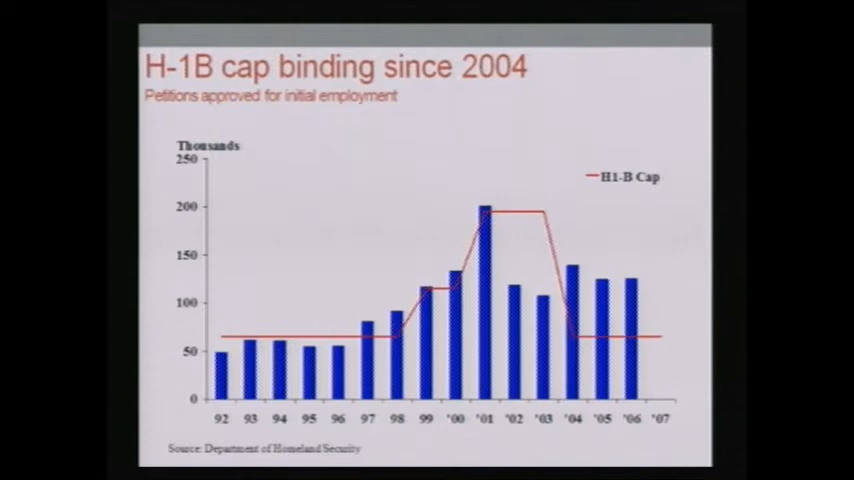 H-1B cap binding since 2004
Petitions approved for initial employment
Thousands
250
H1-B Cap
200
150
100
50
0
92 93 94 95 96 97 98 99 '00 '01 '02 '03 '04 '05 '06 '07
Source: Department of Homeland Security